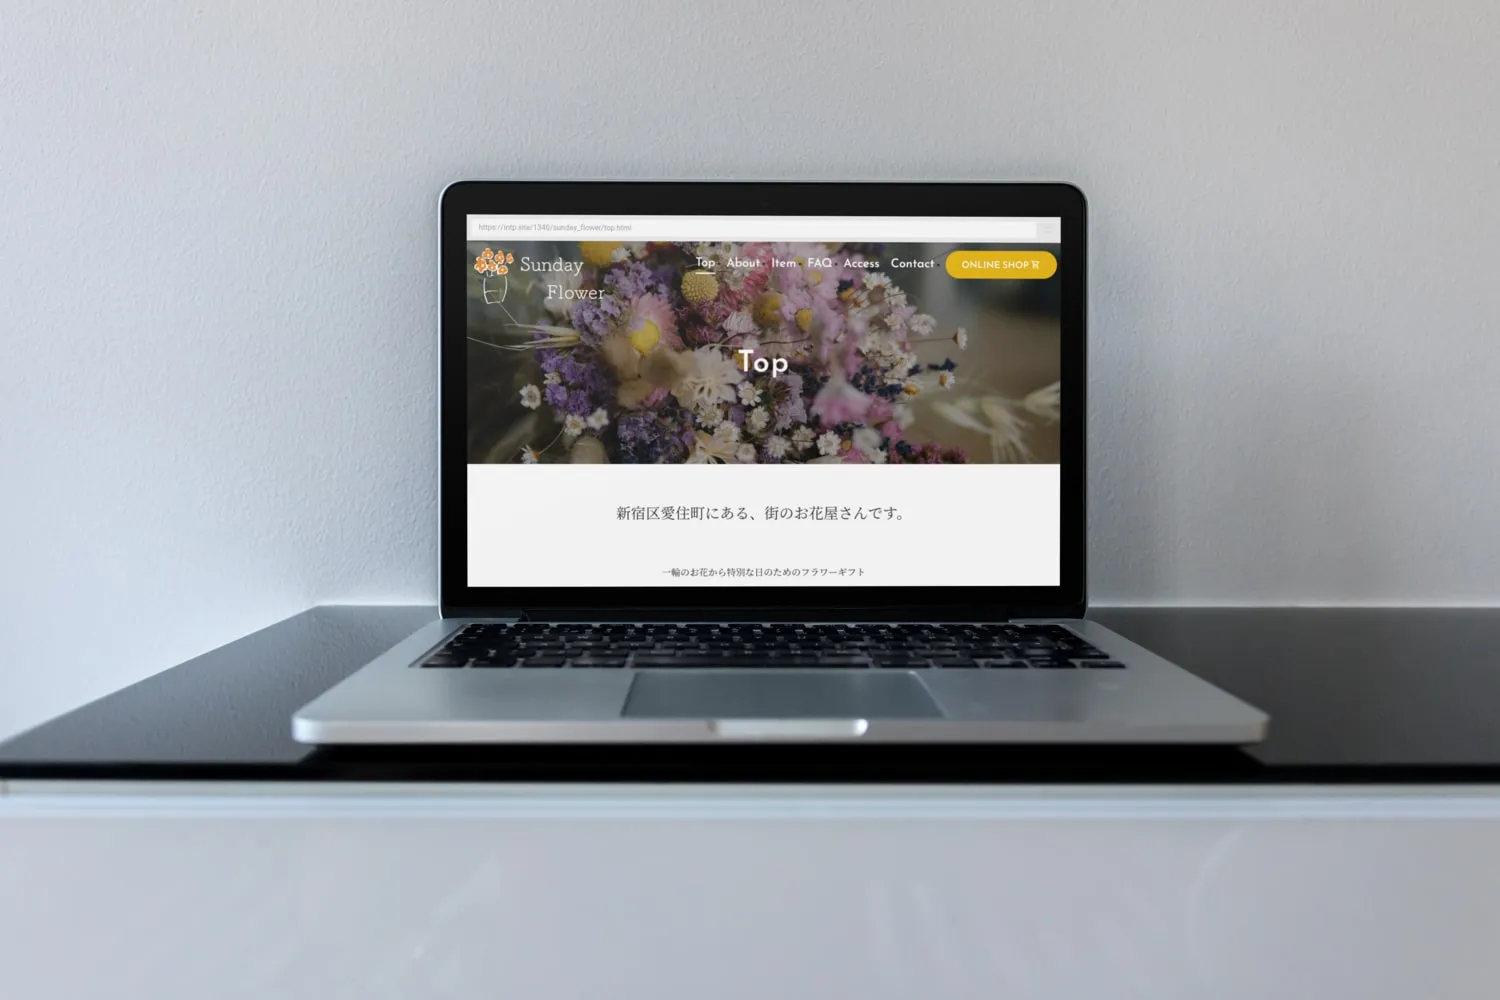 https://intp.site/1340/sunday_flower/top.html
Sunday
Flower
Top About Item FAQ Access Contact ONLINE SHOP
Top
新宿区愛住町にある、街のお花屋さんです。
一輪のお花から特別な日のためのフラワーギフト